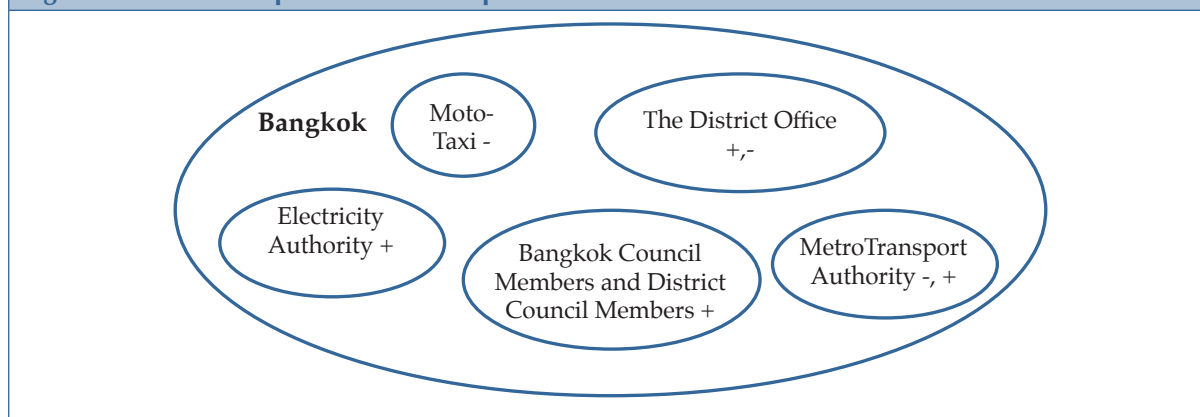 Bangkok
Moto-
Taxi -
The District Office
+,-
Electricity
Authority +
Bangkok Council
Members and District
Council Members +
MetroTransport
Authority -, +